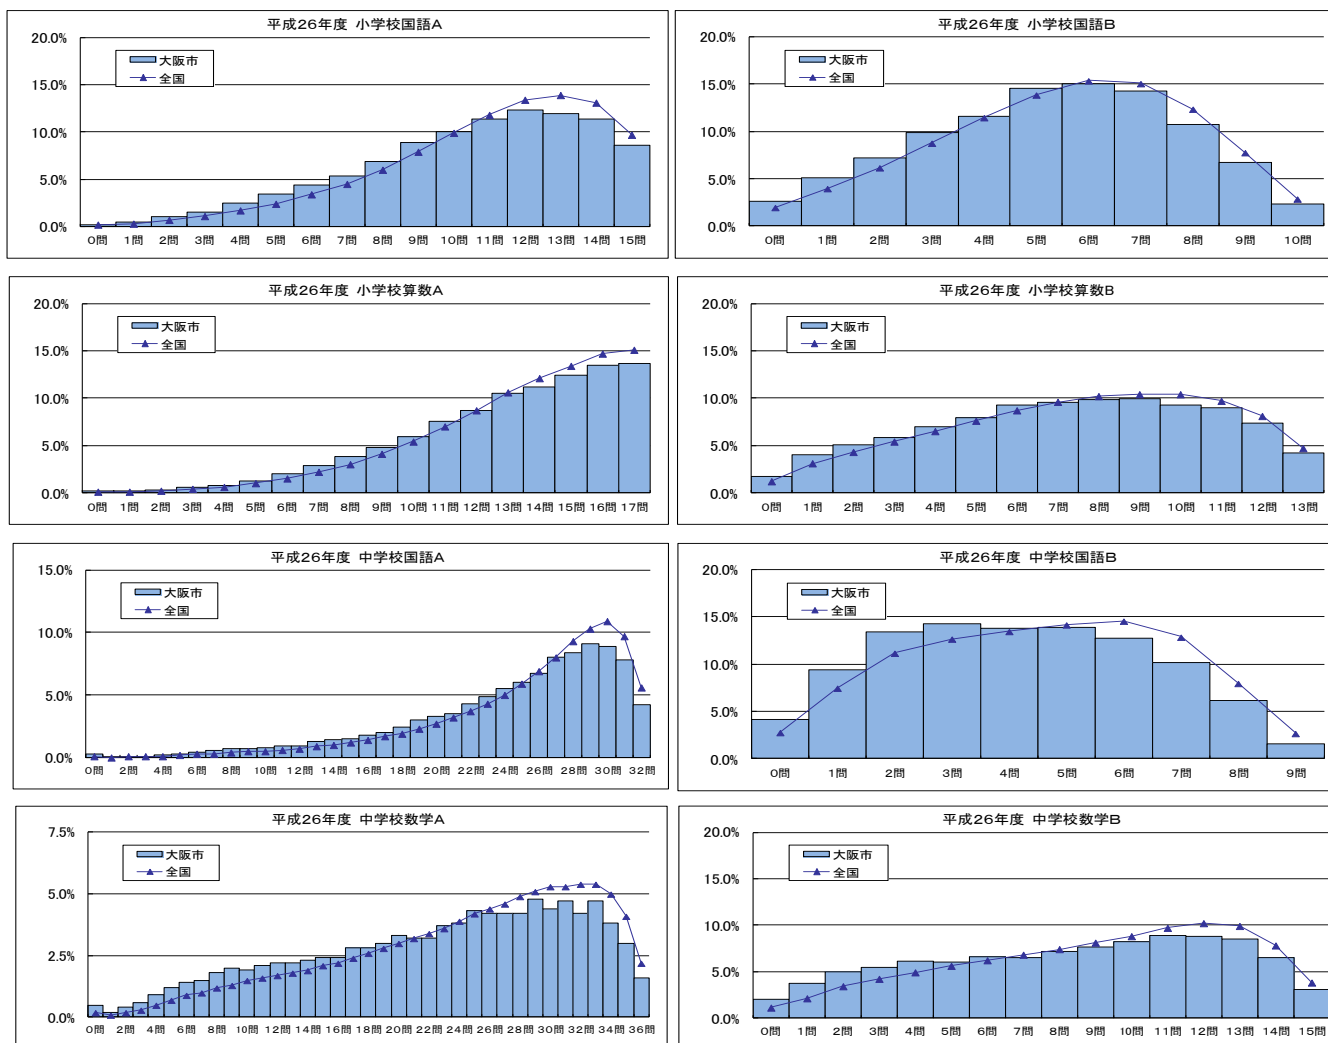 平成26年度 小学校国語A
20.0%
15.0%
10.0%
5.0%
0.0%
大阪市
全国
0問 1問 2問 3問 4問 5問 6問 7問 8問 9問 10問 11問 12問 13問 14問 15問
平成26年度 小学校国語B
20.0%
15.0%
10.0%
5.0%
0.0%
大阪市
全国
0問 1問 2問 3問 4問 5問 6問 7問 8問 9問 10問
平成26年度 小学校算数A
20.0%
15.0%
10.0%
5.0%
0.0%
大阪市
全国
0問 1問 2問 3問 4問 5問 6問 7問 8問 9問 10問 11問 12問 13問 14問 15問 16問 17問
平成26年度 小学校算数B
20.0%
15.0%
10.0%
5.0%
0.0%
大阪市
全国
0問 1問 2問 3問 4問 5問 6問 7問 8問 9問 10問 11問 12問 13問
平成26年度 中学校国語A
15.0%
10.0%
5.0%
0.0%
大阪市
全国
0問 2問 4問 6問 8問 10問 12問 14問 16問 18問 20問 22問 24問 26問 28問 30問 32問
平成26年度 中学校国語B
20.0%
15.0%
10.0%
5.0%
0.0%
大阪市
全国
0問 1問 2問 3問 4問 5問 6問 7問 8問 9問
平成26年度 中学校数学A
7.5%
5.0%
2.5%
0.0%
大阪市
全国
0問 2問 4問 6問 8問 10問 12問 14問 16問 18問 20問 22問 24問 26問 28問 30問 32問 34問 36問
平成26年度 中学校数学B
20.0%
15.0%
10.0%
5.0%
0.0%
大阪市
全国
0問 1問 2問 3問 4問 5問 6問 7問 8問 9問 10問 11問 12問 13問 14問 15問